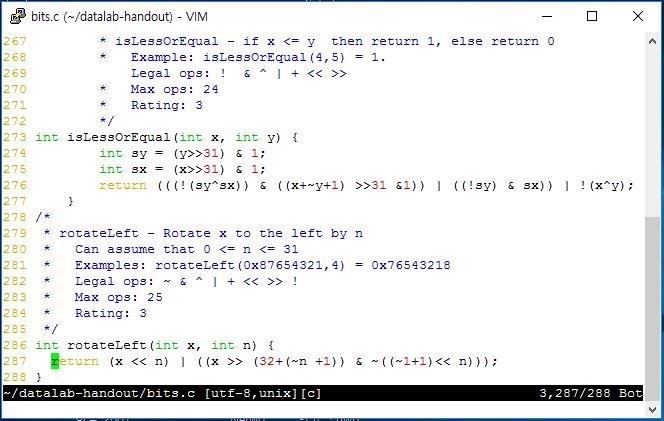 bits.c (~/datalab-handout) - VIM
267 * isLessOrEqual - if x <= y  then return 1, else return 0
268 *   Example: isLessOrEqual(4,5) = 1.
269 Legal ops: !  & ^ | + << >>
270 *   Max ops: 24
271 *   Rating: 3
272 */
273 int isLessOrEqual(int x, int y) {
274 int sy = (y>>31) & 1;
275 int sx = (x>>31) & 1;
276 return (((!(sy^sx)) & ((x+~y+1) >>31 &1)) | ((!sy) & sx)) | !(x^y);
277 }
278 /*
279 * rotateLeft - Rotate x to the left by n
280 *   Can assume that 0 <= n <= 31
281 *   Examples: rotateLeft(0x87654321,4) = 0x76543218
282 *   Legal ops: ~ & ^ | + << >> !
283 *   Max ops: 25
284 *   Rating: 3
285 */
286 int rotateLeft(int x, int n) {
287 return (x << n) | ((x >> (32+(~n +1)) & ~((~1+1)<< n)));
288 }
~/datalab-handout/bits.c [utf-8,unix][c] 3,287/288 Bot